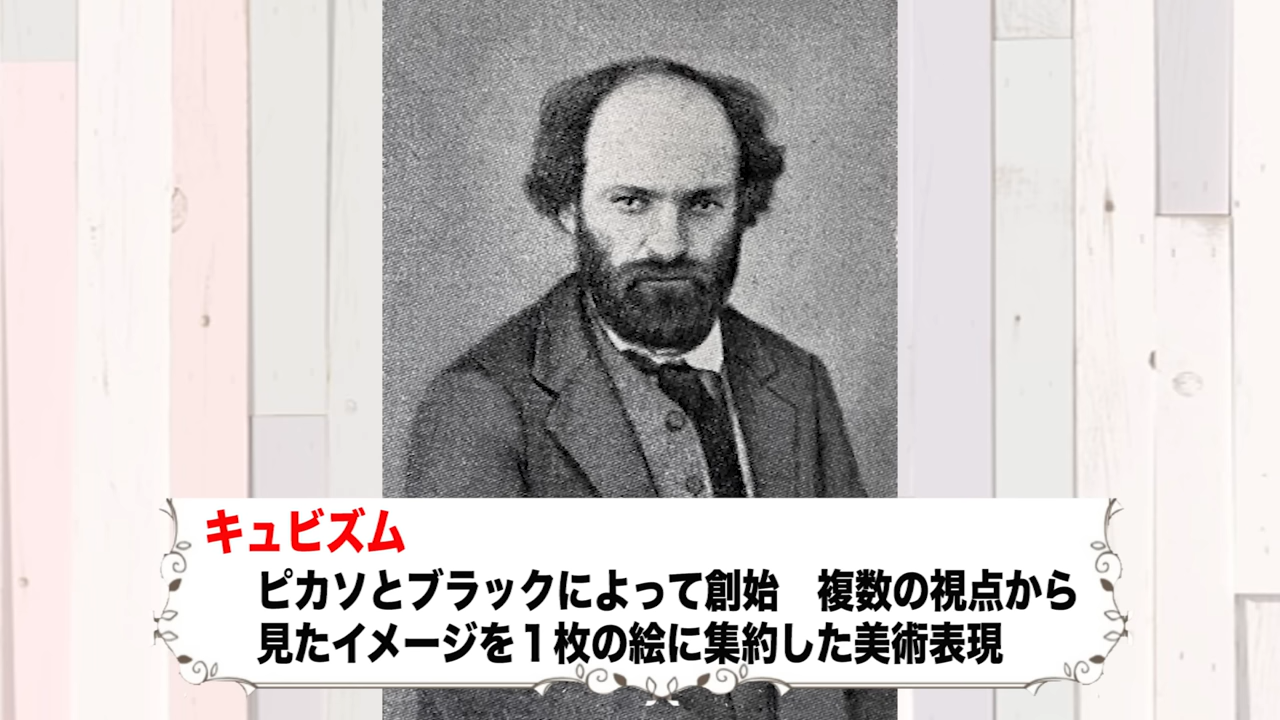 キュビズム
ピカソとブラックによって創始　複数の視点から
見たイメージを１枚の絵に集約した美術表現